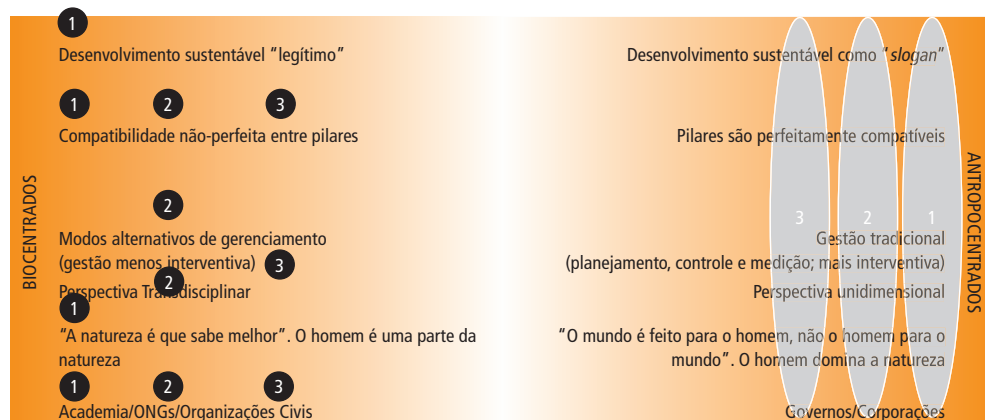 1
Desenvolvimento sustentável "legítimo"
Desenvolvimento sustentável como "slogan"
1 2 3
Compatibilidade não-perfeita entre pilares
Pilares são perfeitamente compatíveis
BIOCENTRADOS
ANTROPOCENTRADOS
2
3 2 1
Modos alternativos de gerenciamento
(gestão menos interventiva) 3
Gestão tradicional
(planejamento, controle e medição; mais interventiva)
2
Perspectiva Transdisciplinar
Perspectiva unidimensional
1
"A natureza é que sabe melhor". O homem é uma parte da
natureza
"O mundo é feito para o homem, não o homem para o
mundo". O homem domina a natureza
1 2 3
Academia/ONGs/Organizações Civis
Governos/Corporações